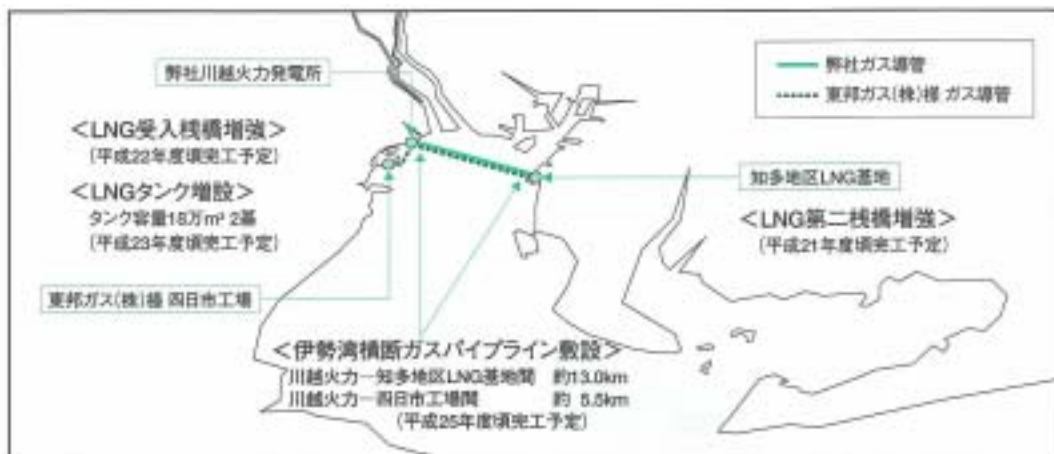 弊社川越火力発電所
弊社ガス導管
東邦ガス(株)様 ガス導管
<LNG受入桟橋増強>
(平成22年度頃完工予定)
<LNGタンク増設>
タンク容量18万m³ 2基
(平成23年度頃完工予定)
知多地区LNG基地
<LNG第二桟橋増強>
(平成21年度頃完工予定)
東邦ガス(株)様 四日市工場
<伊勢湾横断ガスパイプライン敷設>
川越火力ー知多地区LNG基地間 約13.0km
川越火力ー四日市工場間 約 5.5km
(平成25年度頃完工予定)